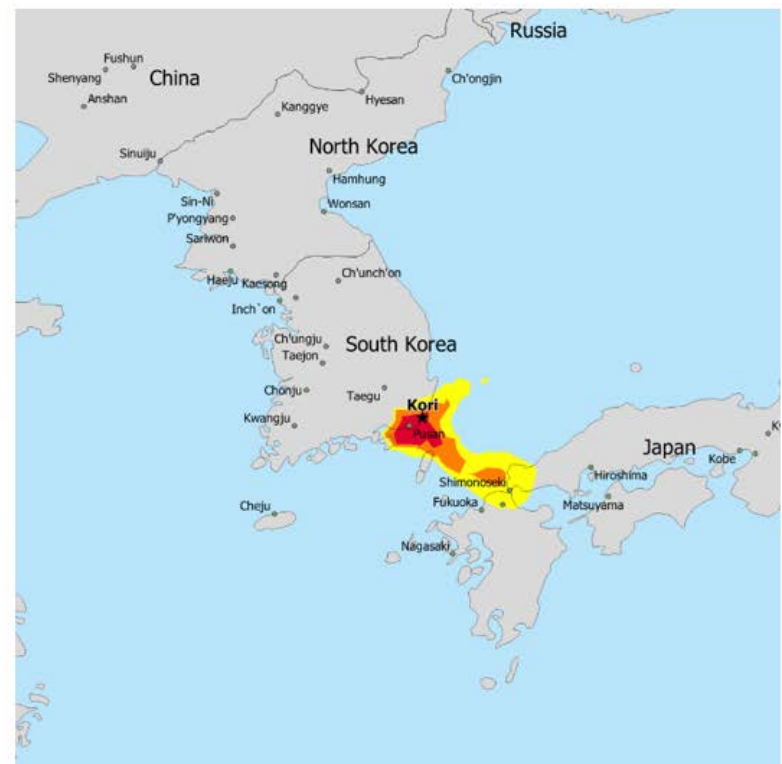 Russia
Fushun
Shenyang
China
Ch'ongjin
Anshan
Hyesan
Kanggye
North Korea
Sinuiju
Hamhung
Sin-Ni
Wonsan
P'yongyang
Sariwon
Ch'unch'on
Haeju
Kaesong
Inch`on
Ch'ungju
South Korea
Taejon
Taegu
Chonju
Kori
Kwangju
Pusan
Japan
Kobe
Shimonoseki
Hiroshima
Fukuoka
Matsuyama
Cheju
Nagasaki